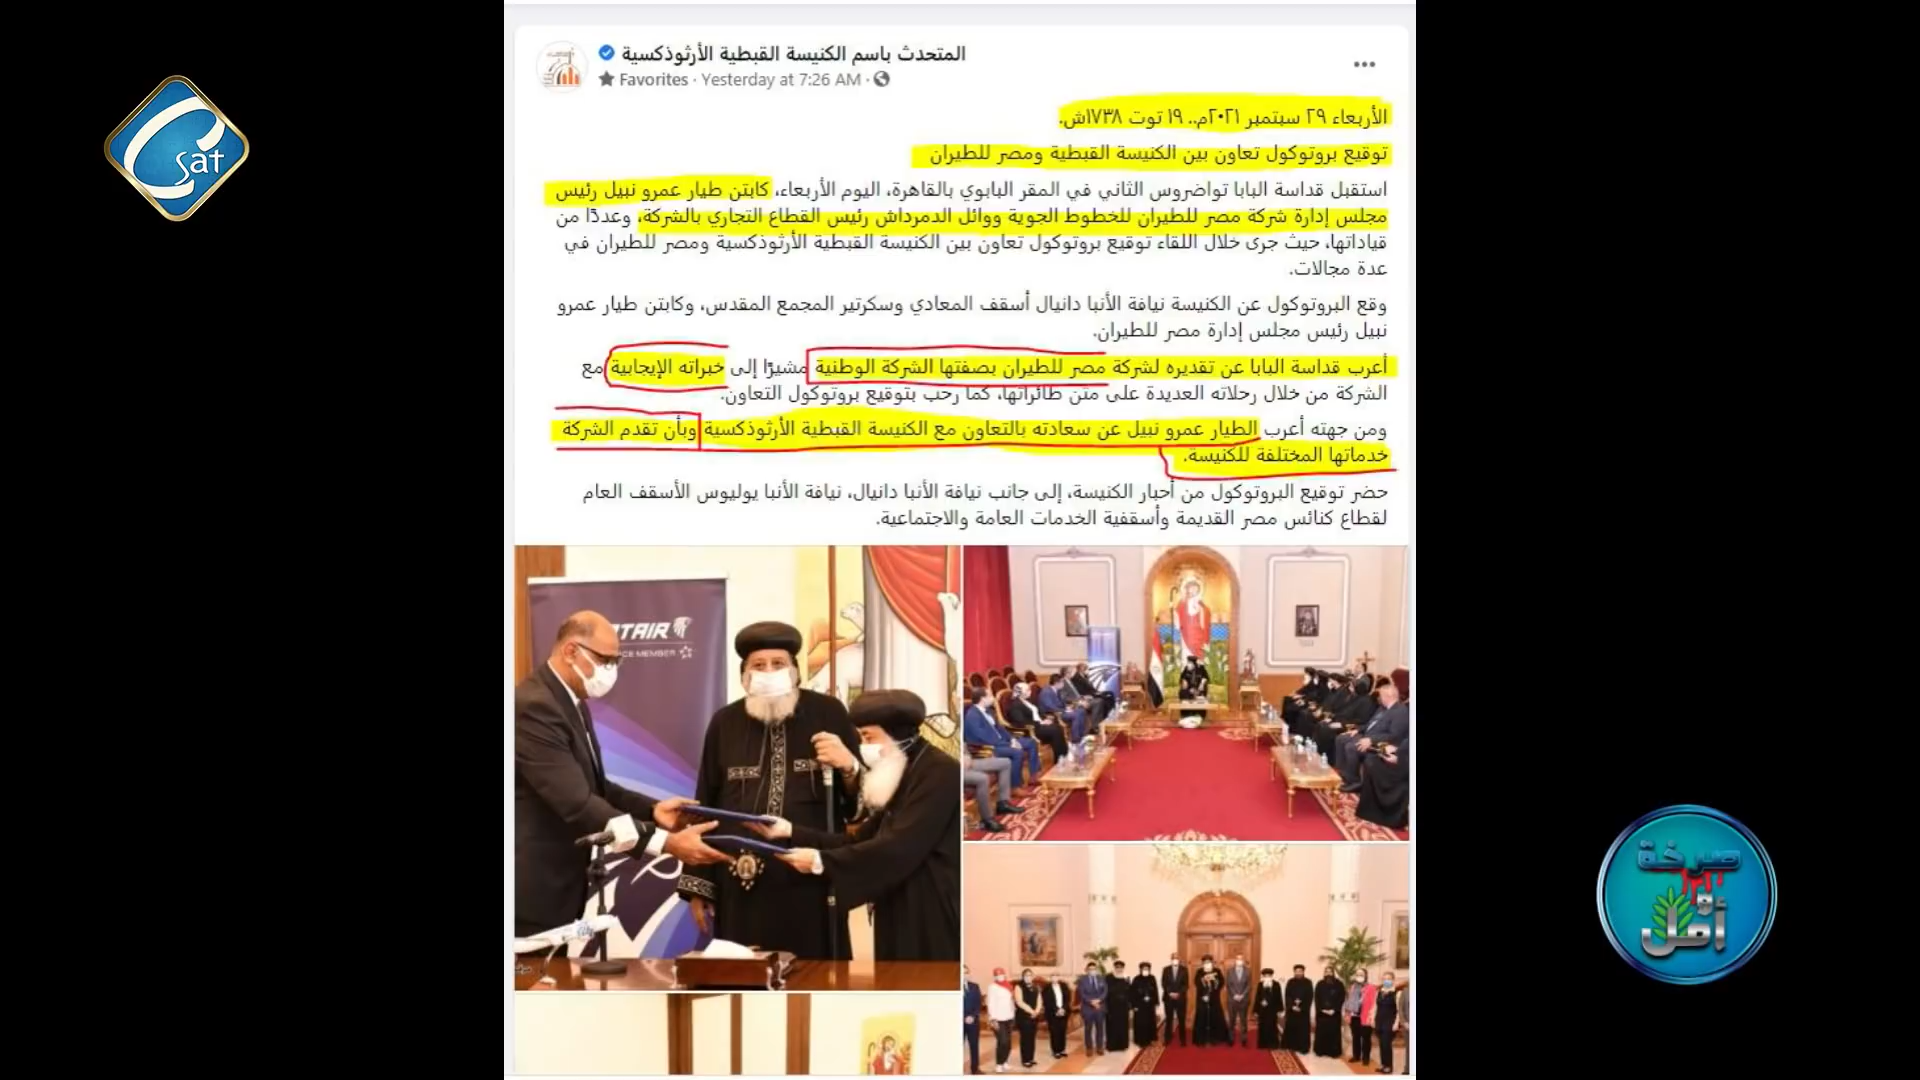 المتحدث باسم الكنيسة القبطية الأرثوذكسية
Favorites · Yesterday at 7:26 AM ·
الأربعاء ٢٩ سبتمبر ٢٠٢١م.. ١٩ توت ١٧٣٨ش.
توقيع بروتوكول تعاون بين الكنيسة القبطية ومصر للطيران
استقبل قداسة البابا تواضروس الثاني في المقر البابوي بالقاهرة، اليوم الأربعاء، كابتن طيار عمرو نبيل رئيس
مجلس إدارة شركة مصر للطيران للخطوط الجوية ووائل الدمرداش رئيس القطاع التجاري بالشركة، وعددًا من
قياداتها، حيث جرى خلال اللقاء توقيع بروتوكول تعاون بين الكنيسة القبطية الأرثوذكسية ومصر للطيران في
عدة مجالات.
وقع البروتوكول عن الكنيسة نيافة الأنبا دانيال أسقف المعادي وسكرتير المجمع المقدس، وكابتن طيار عمرو
نبيل رئيس مجلس إدارة مصر للطيران.
أعرب قداسة البابا عن تقديره لشركة مصر للطيران بصفتها الشركة الوطنية مشيرًا إلى خبراته الإيجابية مع
الشركة من خلال رحلاته العديدة على متن طائراتها، كما رحب بتوقيع بروتوكول التعاون.
ومن جهته أعرب الطيار عمرو نبيل عن سعادته بالتعاون مع الكنيسة القبطية الأرثوذكسية وبأن تقدم الشركة
خدماتها المختلفة للكنيسة.
حضر توقيع البروتوكول من أحبار الكنيسة، إلى جانب نيافة الأنبا دانيال، نيافة الأنبا يوليوس الأسقف العام
لقطاع كنائس مصر القديمة وأسقفية الخدمات العامة والاجتماعية.
C sat
TAIR
CE MEMBER
صرخة
و
أمل